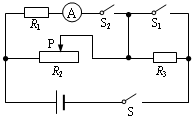 R₁ A S₂ S₁
P
R₂ R₃
S